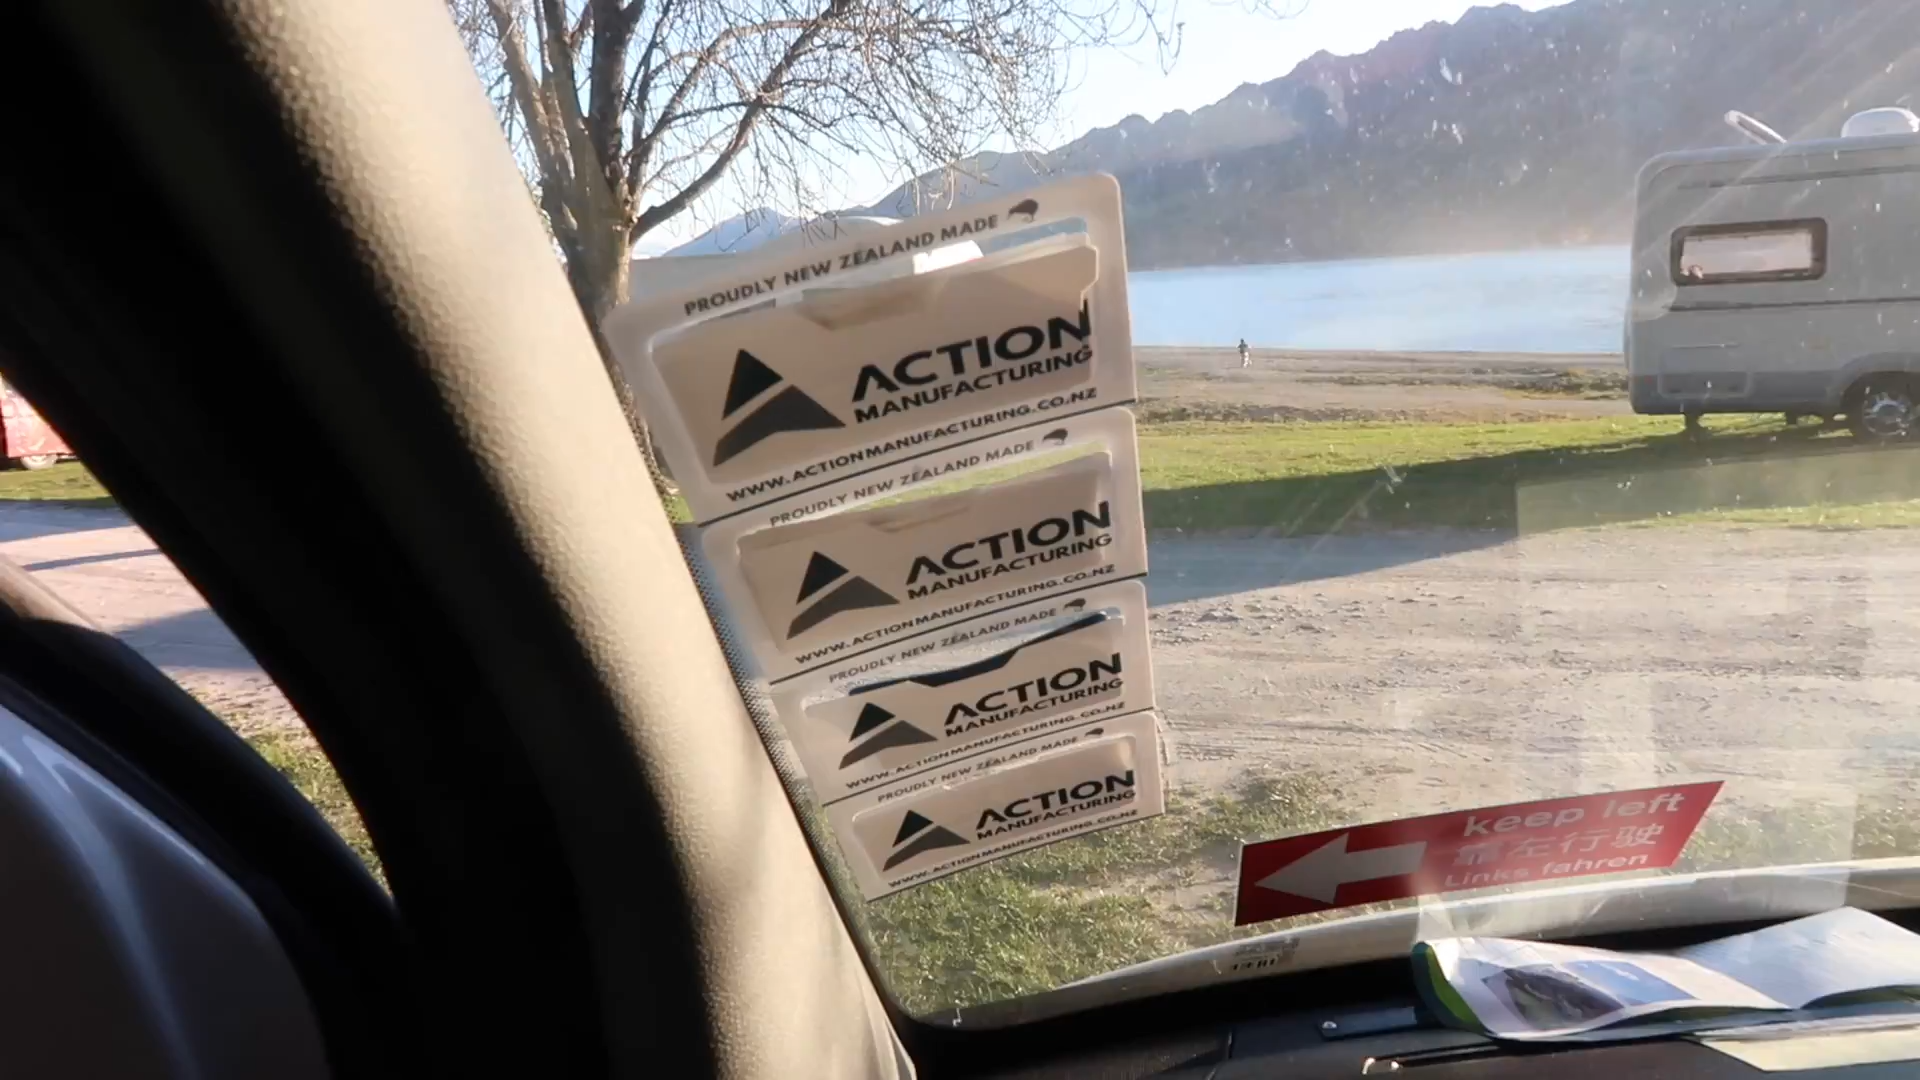 PROUDLY NEW ZEALAND MADE
ACTION
MANUFACTURING
WWW.ACTIONMANUFACTURING.CO.NZ
PROUDLY NEW ZEALAND MADE
ACTION
MANUFACTURING
WWW.ACTIONMANUFACTURING.CO.NZ
PROUDLY NEW ZEALAND MADE
ACTION
MANUFACTURING
WWW.ACTIONMANUFACTURING.CO.NZ
PROUDLY NEW ZEALAND MADE
ACTION
MANUFACTURING
WWW.ACTIONMANUFACTURING.CO.NZ
keep left
靠左行驶
Links fahren